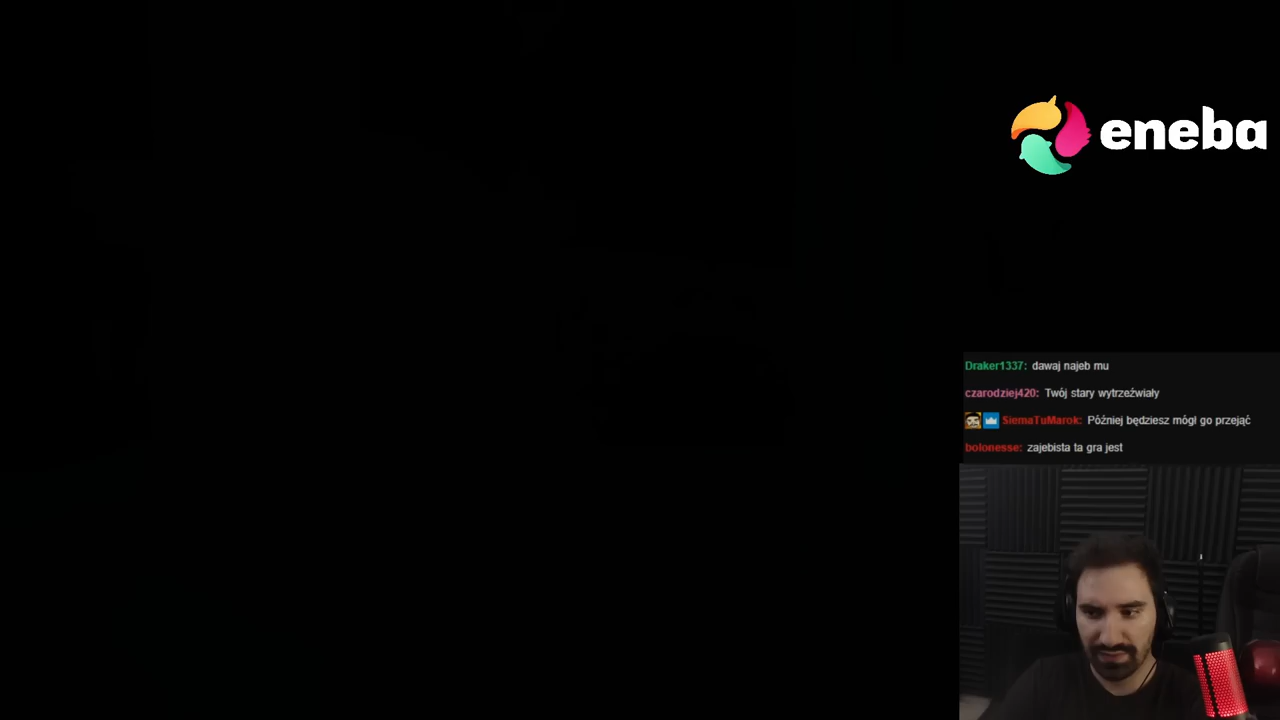 eneba
Draker1337: dawaj najeb mu
czarodziej420: Twój stary wytrzeźwiały
SiemaTuMarok: Później będziesz mógł go przejąć
bolonesse: zajebista ta gra jest